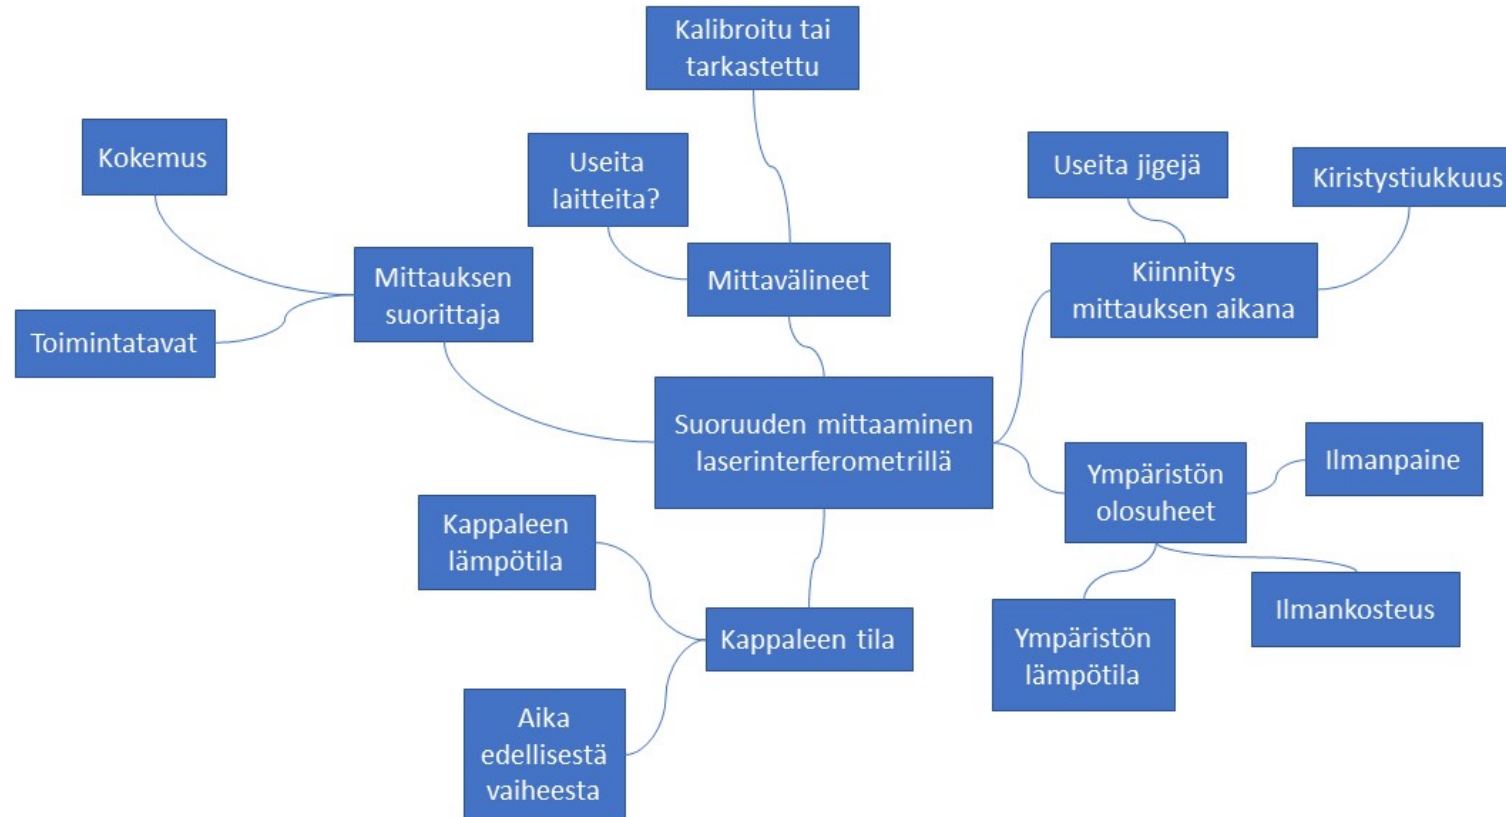 Kalibroitu tai
tarkastettu
Kokemus
Useita
laitteita?
Useita jigejä
Kiristystiukkuus
Mittauksen
suorittaja
Mittavälineet
Kiinnitys
mittauksen aikana
Toimintatavat
Suoruuden mittaaminen
laserinterferometrillä
Ympäristön
olosuheet
Ilmanpaine
Kappaleen
lämpötila
Ilmankosteus
Kappaleen tila
Ympäristön
lämpötila
Aika
edellisestä
vaiheesta